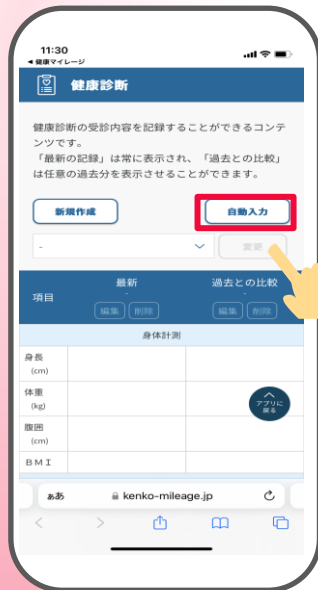 11:30
◀ 健康マイレージ
健康診断
健康診断の受診内容を記録することができるコンテ
ンツです。
「最新の記録」は常に表示され、「過去との比較」
は任意の過去分を表示させることができます。
新規作成 自動入力
- 変更
項目 最新 過去との比較
- -
編集 削除 編集 削除
身体計測
身長
(cm)
体重
(kg)
腹囲
(cm)
ＢＭＩ
アプリに
戻る
ぁあ kenko-mileage.jp